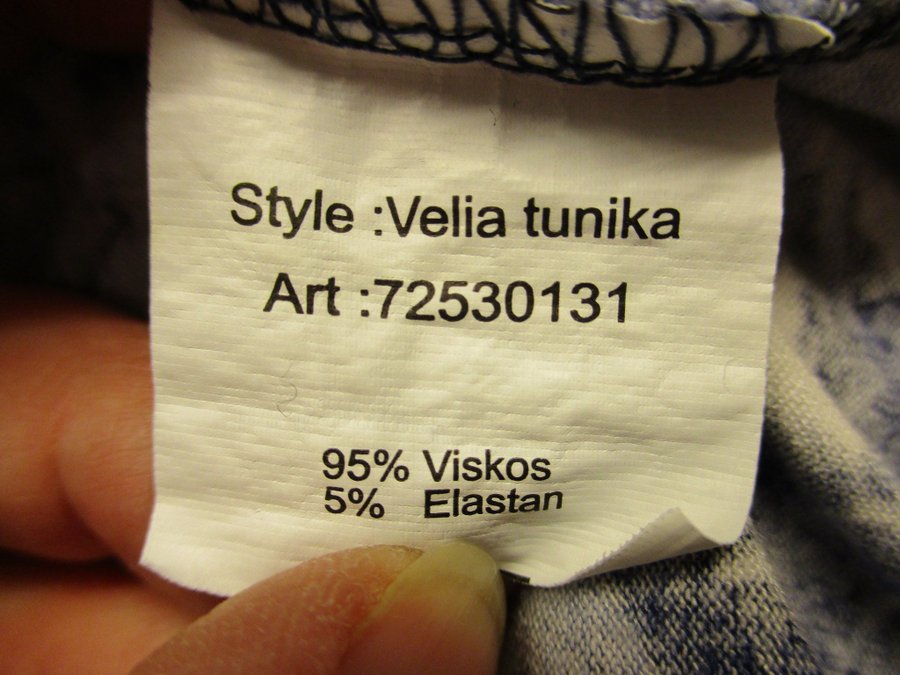 Style :Velia tunika
Art :72530131
95% Viskos
5% Elastan